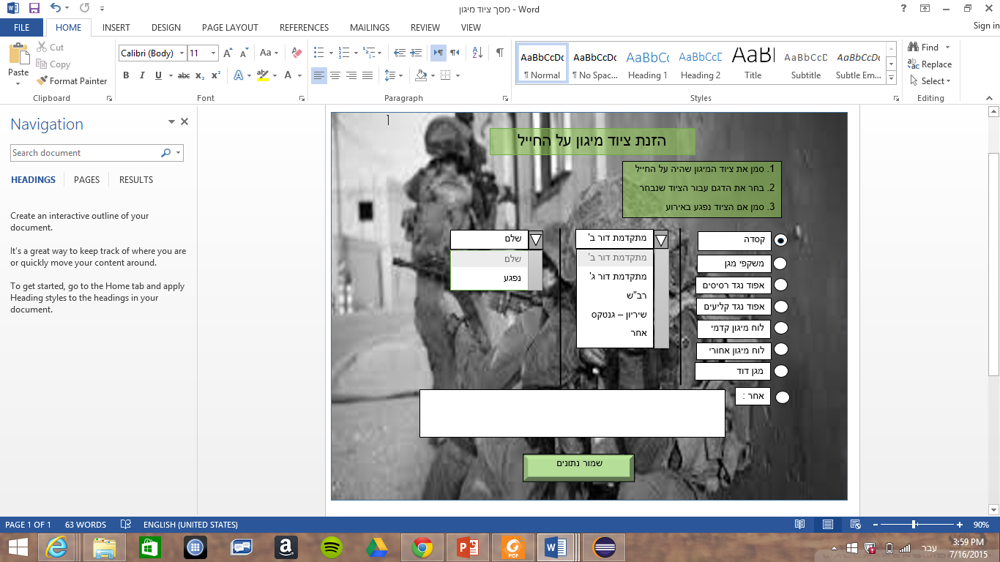 מסך ציוד מיגון - Word
Sign in
FILE
HOME
INSERT
DESIGN
PAGE LAYOUT
REFERENCES
MAILINGS
REVIEW
VIEW
Paste
Cut
Copy
Format Painter
Clipboard
Calibri (Body)
11
Font
Paragraph
AaBbCcDc
¶ Normal
AaBbCcDc
¶ No Spac...
AaBbCc
Heading 1
AaBbCcD
Heading 2
AaBl
Title
AaBbCcD
Subtitle
AaBbCcDc
Subtle Em...
Styles
Find
Replace
Select
Editing
Navigation
Search document
HEADINGS
PAGES
RESULTS
Create an interactive outline of your
document.
It's a great way to keep track of where you are
or quickly move your content around.
To get started, go to the Home tab and apply
Heading styles to the headings in your
document.
הזנת ציוד מיגון על החייל
1. סמן את ציוד המיגון שהיה על החייל
2. בחר את הדגם עבור הציוד שנבחר
3. סמן אם הציוד נפגע באירוע
קסדה
משקפי מגן
אפוד נגד רסיסים
אפוד נגד קליעים
לוח מיגון קדמי
לוח מיגון אחורי
מגן דוד
אחר :
מתקדמת דור ב'
מתקדמת דור ב'
מתקדמת דור ג'
רב"ש
שיריון – גנטקס
אחר
שלם
שלם
נפגע
שמור נתונים
PAGE 1 OF 1
63 WORDS
ENGLISH (UNITED STATES)
90%
עבר
3:59 PM
7/16/2015